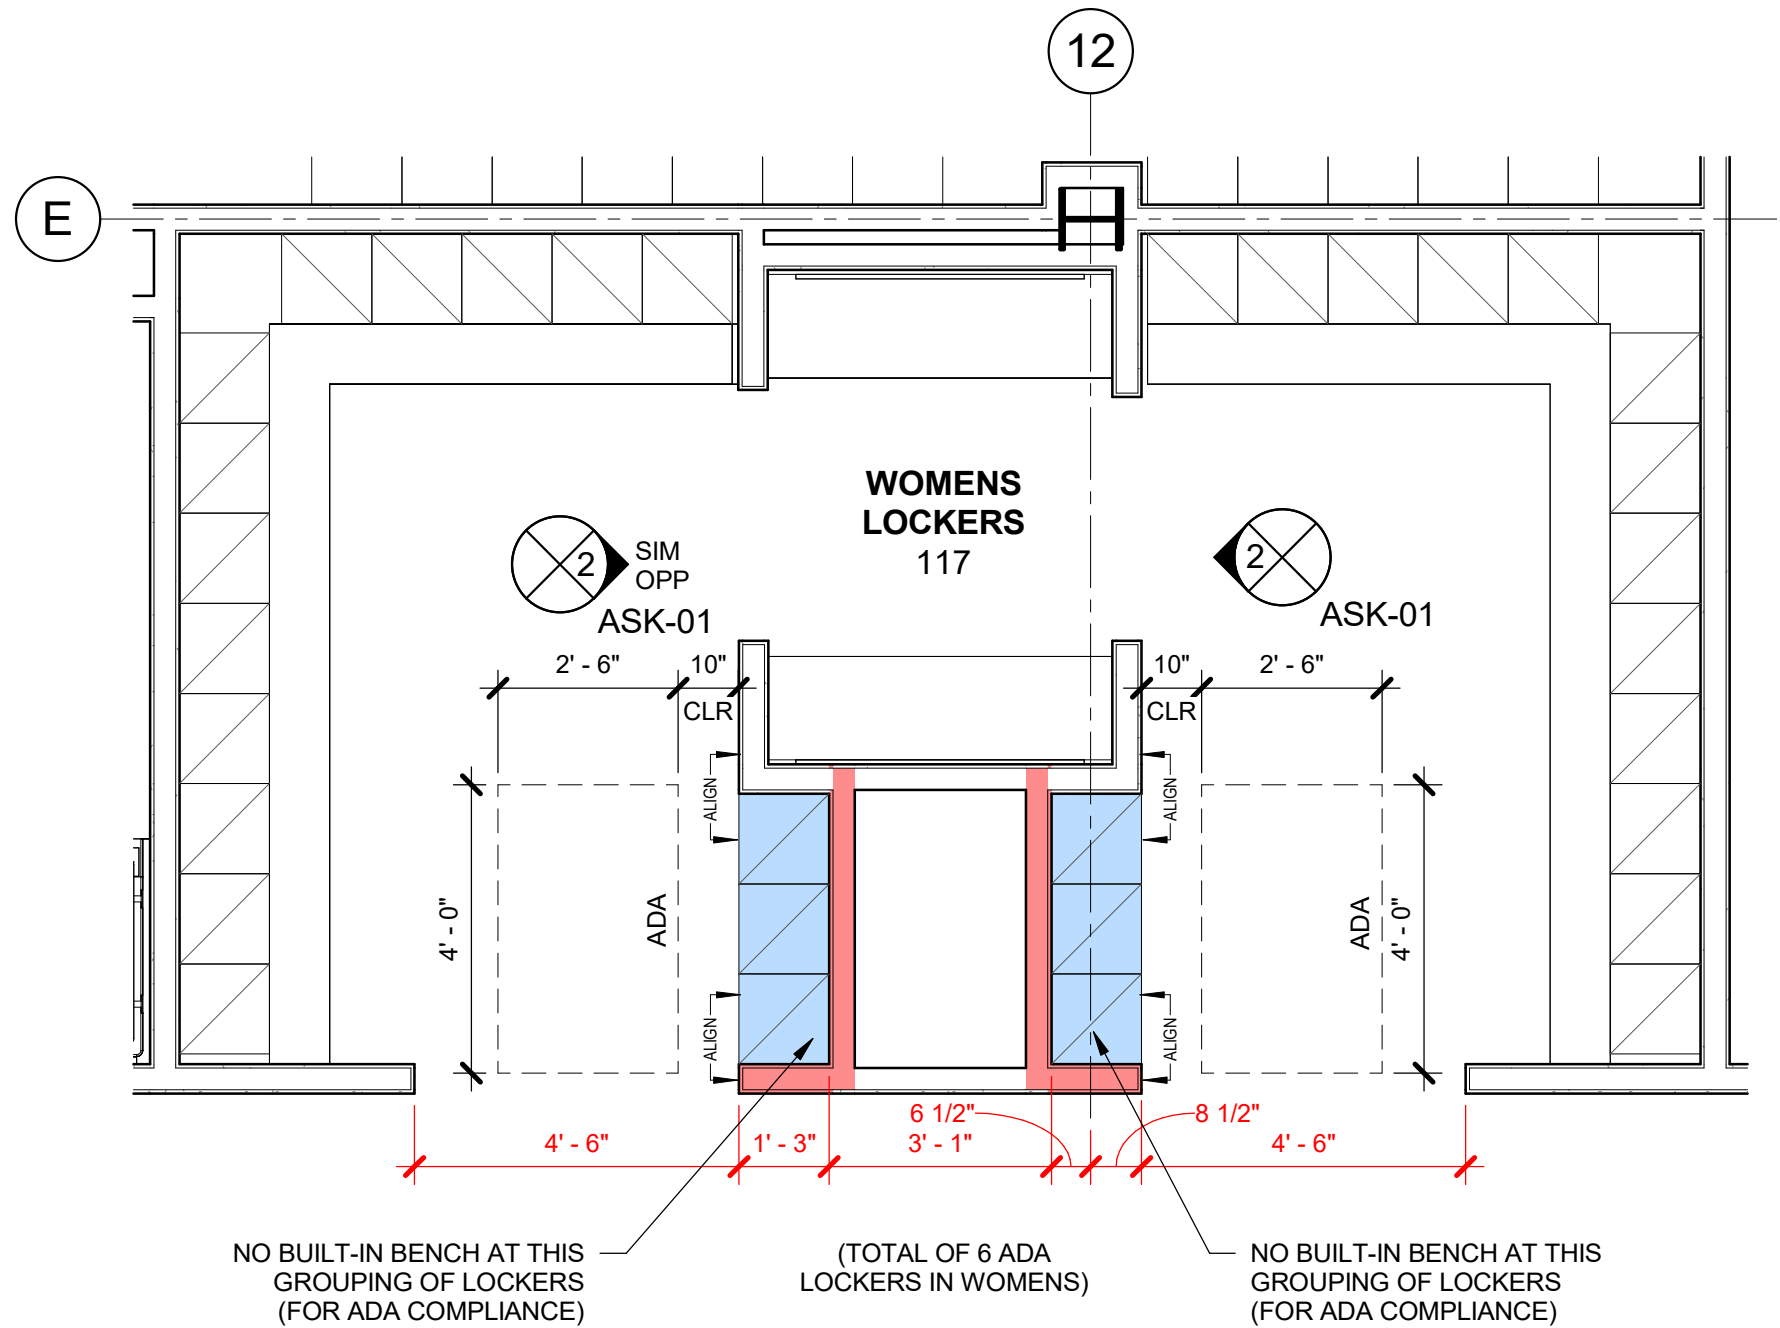 12
E
WOMENS
LOCKERS
117
2
SIM
OPP
ASK-01
2
ASK-01
2' - 6"
10"
CLR
10"
CLR
2' - 6"
ALIGN
ALIGN
4' - 0"
ADA
ADA
4' - 0"
ALIGN
ALIGN
6 1/2"
8 1/2"
4' - 6"
1' - 3"
3' - 1"
4' - 6"
NO BUILT-IN BENCH AT THIS
GROUPING OF LOCKERS
(FOR ADA COMPLIANCE)
(TOTAL OF 6 ADA
LOCKERS IN WOMENS)
NO BUILT-IN BENCH AT THIS
GROUPING OF LOCKERS
(FOR ADA COMPLIANCE)